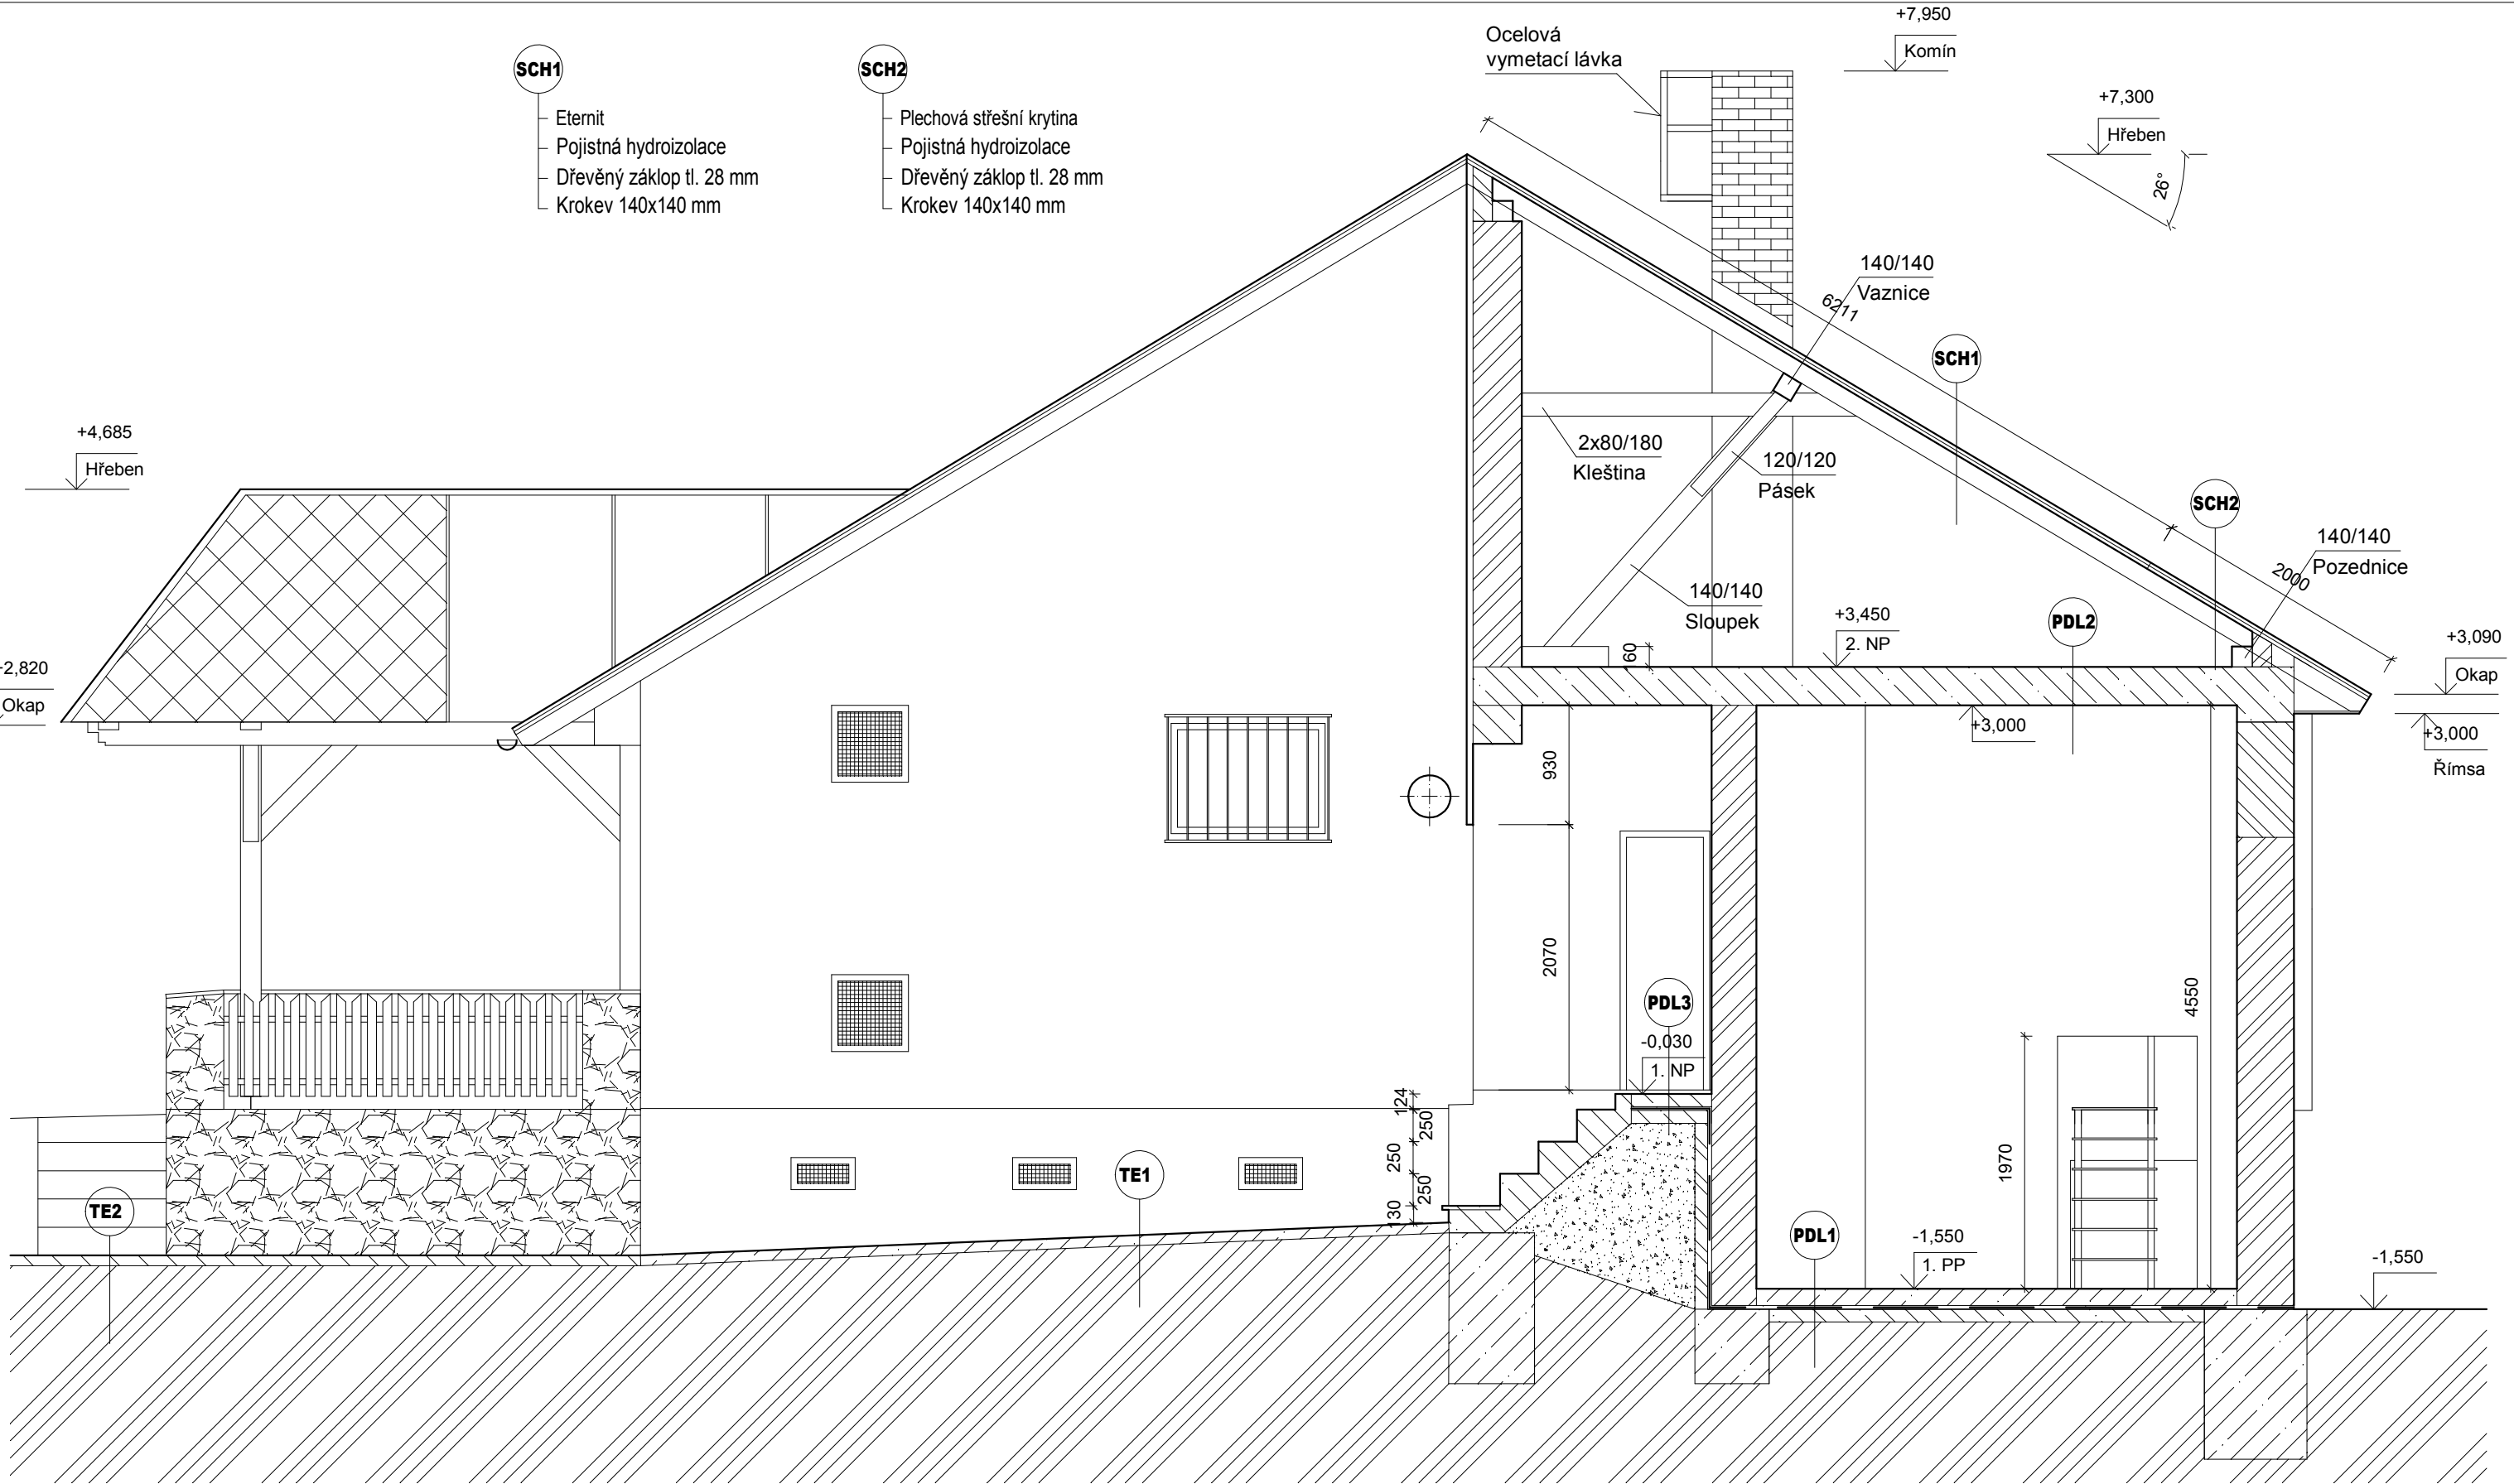 SCH1
Eternit
Pojistná hydroizolace
Dřevěný záklop tl. 28 mm
Krokev 140x140 mm
SCH2
Plechová střešní krytina
Pojistná hydroizolace
Dřevěný záklop tl. 28 mm
Krokev 140x140 mm
Ocelová
vymetací lávka
+7,950
Komín
+7,300
Hřeben
26°
140/140
Vaznice
6211
SCH1
2x80/180
Kleština
120/120
Pásek
SCH2
140/140
Pozednice
2000
140/140
Sloupek
60
+3,450
2. NP
PDL2
+3,090
Okap
+3,000
Římsa
+3,000
+4,685
Hřeben
+2,820
Okap
930
2070
4550
PDL3
-0,030
1. NP
124
250
250
250
130
1970
TE1
TE2
PDL1
-1,550
1. PP
-1,550